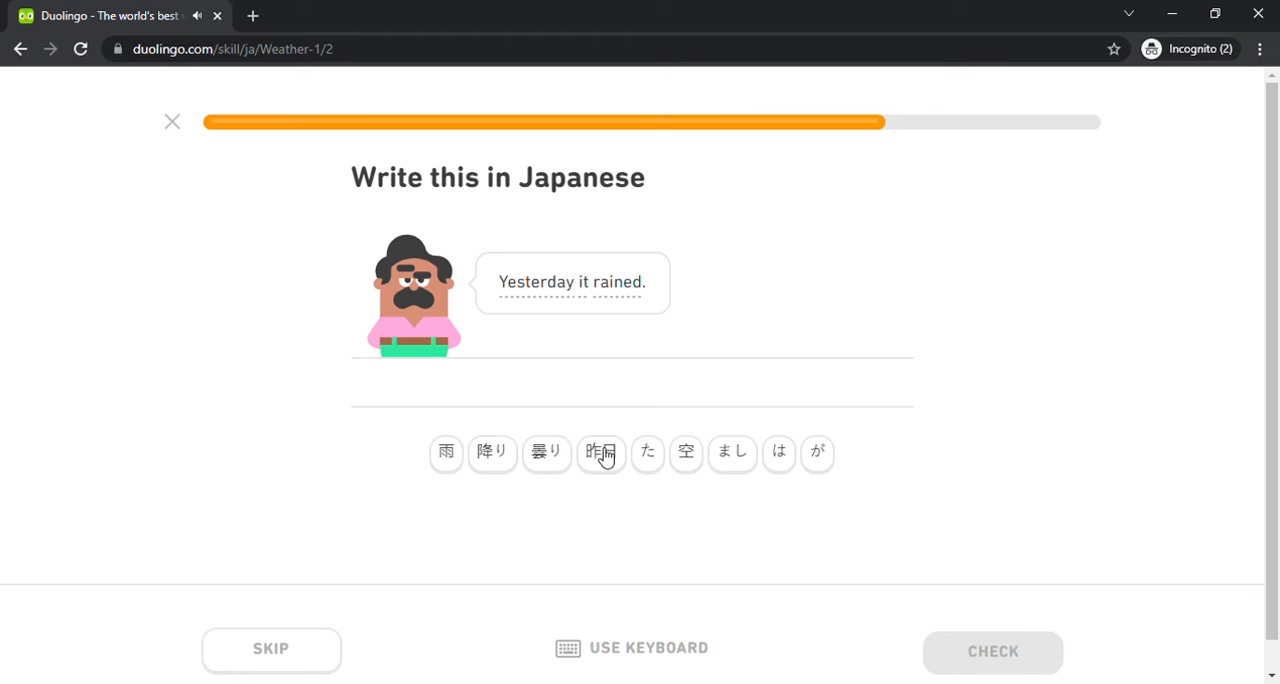 Duolingo - The world's best
duolingo.com/skill/ja/Weather-1/2
Incognito (2)
Write this in Japanese
Yesterday it rained.
雨 降り 曇り 昨日 た 空 まし は が
SKIP
USE KEYBOARD
CHECK